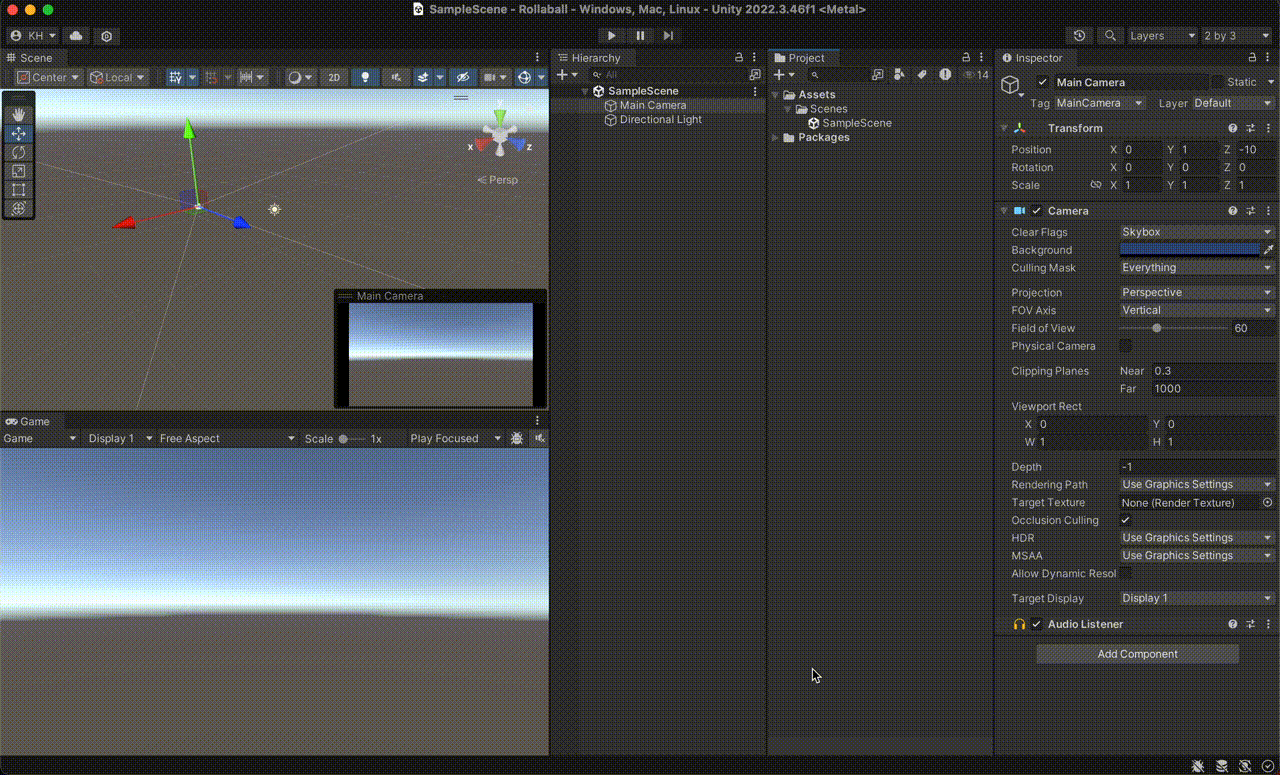 SampleScene - Rollaball - Windows, Mac, Linux - Unity 2022.3.46f1 <Metal>
KH
Layers
2 by 3
Scene
Center
Local
2D
y
x
z
Persp
Main Camera
Game
Game
Display 1
Free Aspect
Scale
1x
Play Focused
Hierarchy
All
SampleScene
Main Camera
Directional Light
Project
14
Assets
Scenes
SampleScene
Packages
Inspector
Main Camera
Static
Tag MainCamera
Layer Default
Transform
Position X 0 Y 1 Z -10
Rotation X 0 Y 0 Z 0
Scale X 1 Y 1 Z 1
Camera
Clear Flags Skybox
Background
Culling Mask Everything
Projection Perspective
FOV Axis Vertical
Field of View 60
Physical Camera
Clipping Planes Near 0.3
Far 1000
Viewport Rect
X 0 Y 0
W 1 H 1
Depth -1
Rendering Path Use Graphics Settings
Target Texture None (Render Texture)
Occlusion Culling
HDR Use Graphics Settings
MSAA Use Graphics Settings
Allow Dynamic Resol
Target Display Display 1
Audio Listener
Add Component